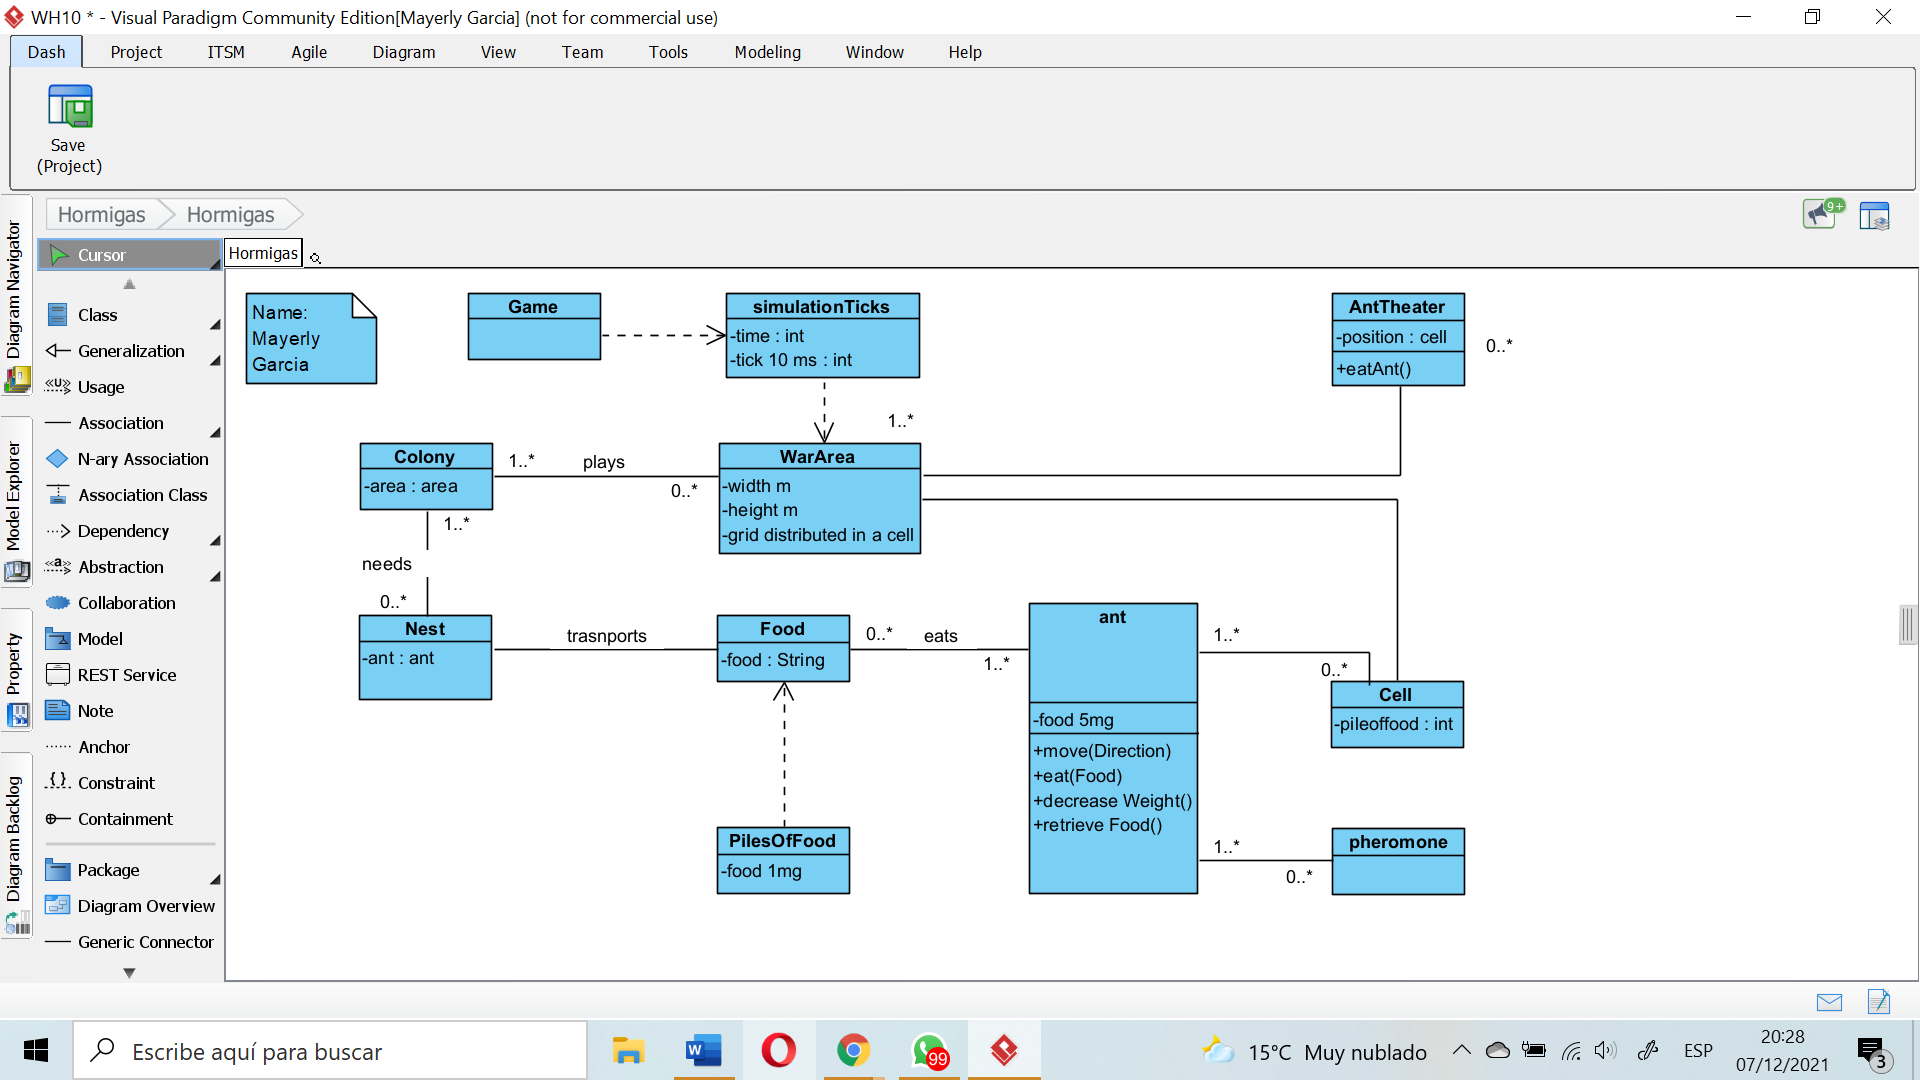 WH10 * - Visual Paradigm Community Edition[Mayerly Garcia] (not for commercial use)
Dash
Project
ITSM
Agile
Diagram
View
Team
Tools
Modeling
Window
Help
Save
(Project)
Hormigas
Hormigas
9+
Diagram Navigator
Model Explorer
Property
Diagram Backlog
Cursor
Class
Generalization
Usage
Association
N-ary Association
Association Class
Dependency
Abstraction
Collaboration
Model
REST Service
Note
Anchor
Constraint
Containment
Package
Diagram Overview
Generic Connector
Hormigas
Name:
Mayerly
Garcia
Game
simulationTicks
-time : int
-tick 10 ms : int
AntTheater
-position : cell
+eatAnt()
0..*
1..*
Colony
-area : area
1..*
plays
0..*
WarArea
-width m
-height m
-grid distributed in a cell
1..*
needs
0..*
Nest
-ant : ant
trasnports
Food
-food : String
0..*
eats
1..*
ant
-food 5mg
+move(Direction)
+eat(Food)
+decrease Weight()
+retrieve Food()
1..*
0..*
Cell
-pileoffood : int
PilesOfFood
-food 1mg
1..*
0..*
pheromone
Escribe aquí para buscar
W
99
15°C Muy nublado
ESP
20:28
07/12/2021
3